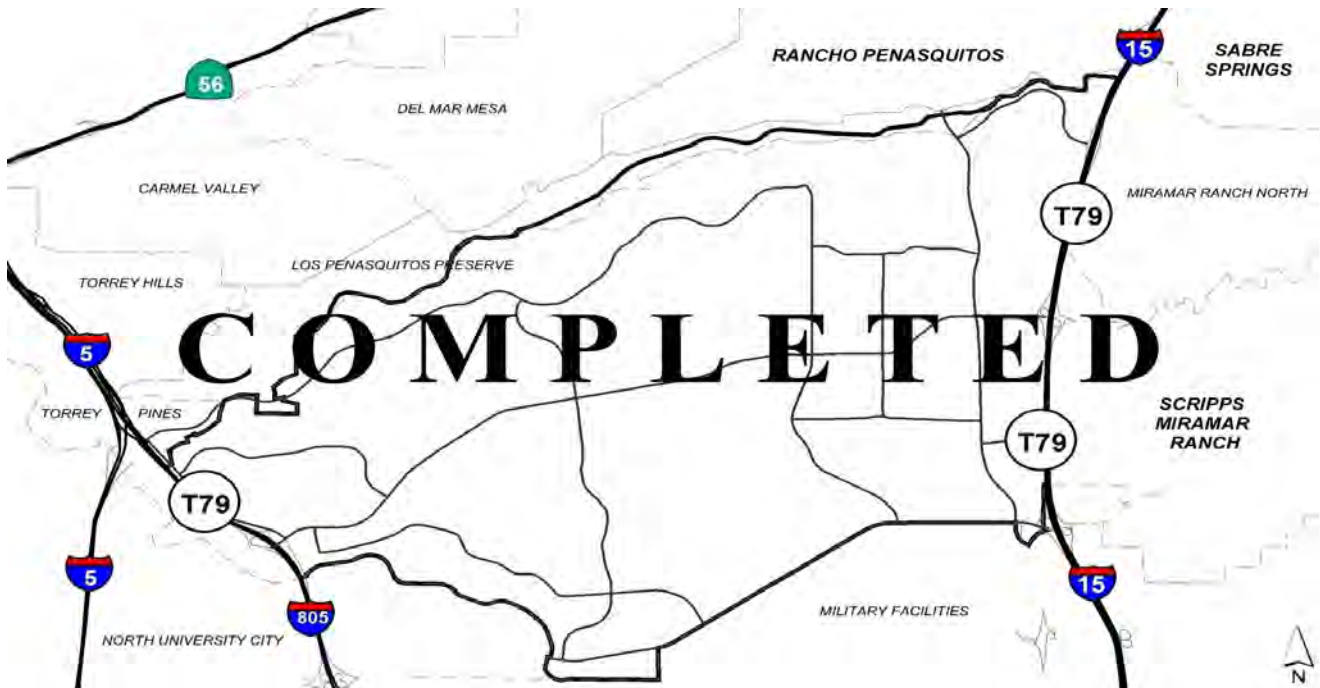 15
RANCHO PENASQUITOS
SABRE
SPRINGS
56
DEL MAR MESA
CARMEL VALLEY
MIRAMAR RANCH NORTH
T79
LOS PENASQUITOS PRESERVE
TORREY HILLS
COMPLETED
5
TORREY PINES
SCRIPPS
MIRAMAR
RANCH
T79
T79
5
15
805
MILITARY FACILITIES
NORTH UNIVERSITY CITY
N